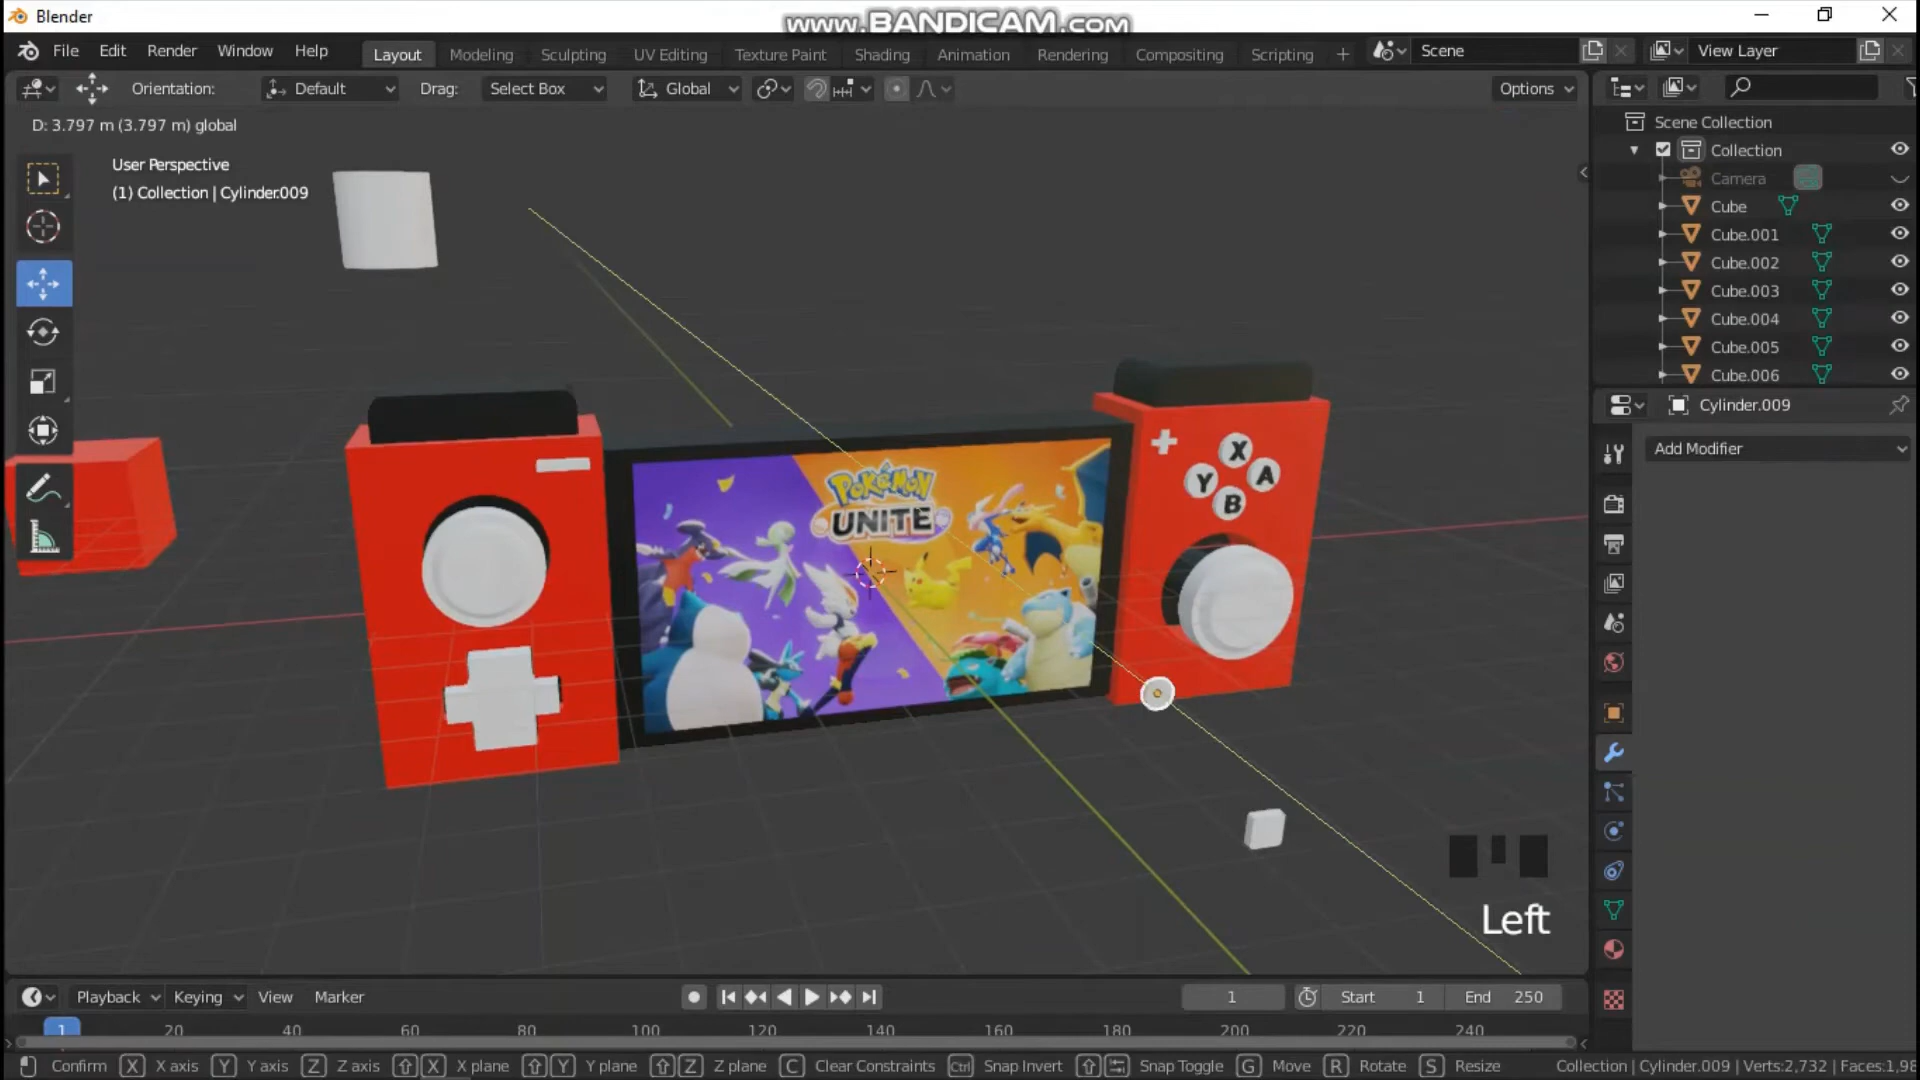 Blender
www.BANDICAM.com
File Edit Render Window Help
Layout Modeling Sculpting UV Editing Texture Paint Shading Animation Rendering Compositing Scripting +
Scene
View Layer
Orientation: Default Drag: Select Box Global Options
D: 3.797 m (3.797 m) global
User Perspective
(1) Collection | Cylinder.009
Scene Collection
Collection
Camera
Cube
Cube.001
Cube.002
Cube.003
Cube.004
Cube.005
Cube.006
Cylinder.009
Add Modifier
X
Y A
B
POKÉMON
UNITE
Left
Playback Keying View Marker 1 Start 1 End 250
1 20 40 60 80 100 120 140 160 180 200 220 240
Confirm X X axis Y Y axis Z Z axis X X plane Y Y plane Z Z plane C Clear Constraints Ctrl Snap Invert Snap Toggle G Move R Rotate S Resize Collection | Cylinder.009 | Verts:2,732 | Faces:1,98